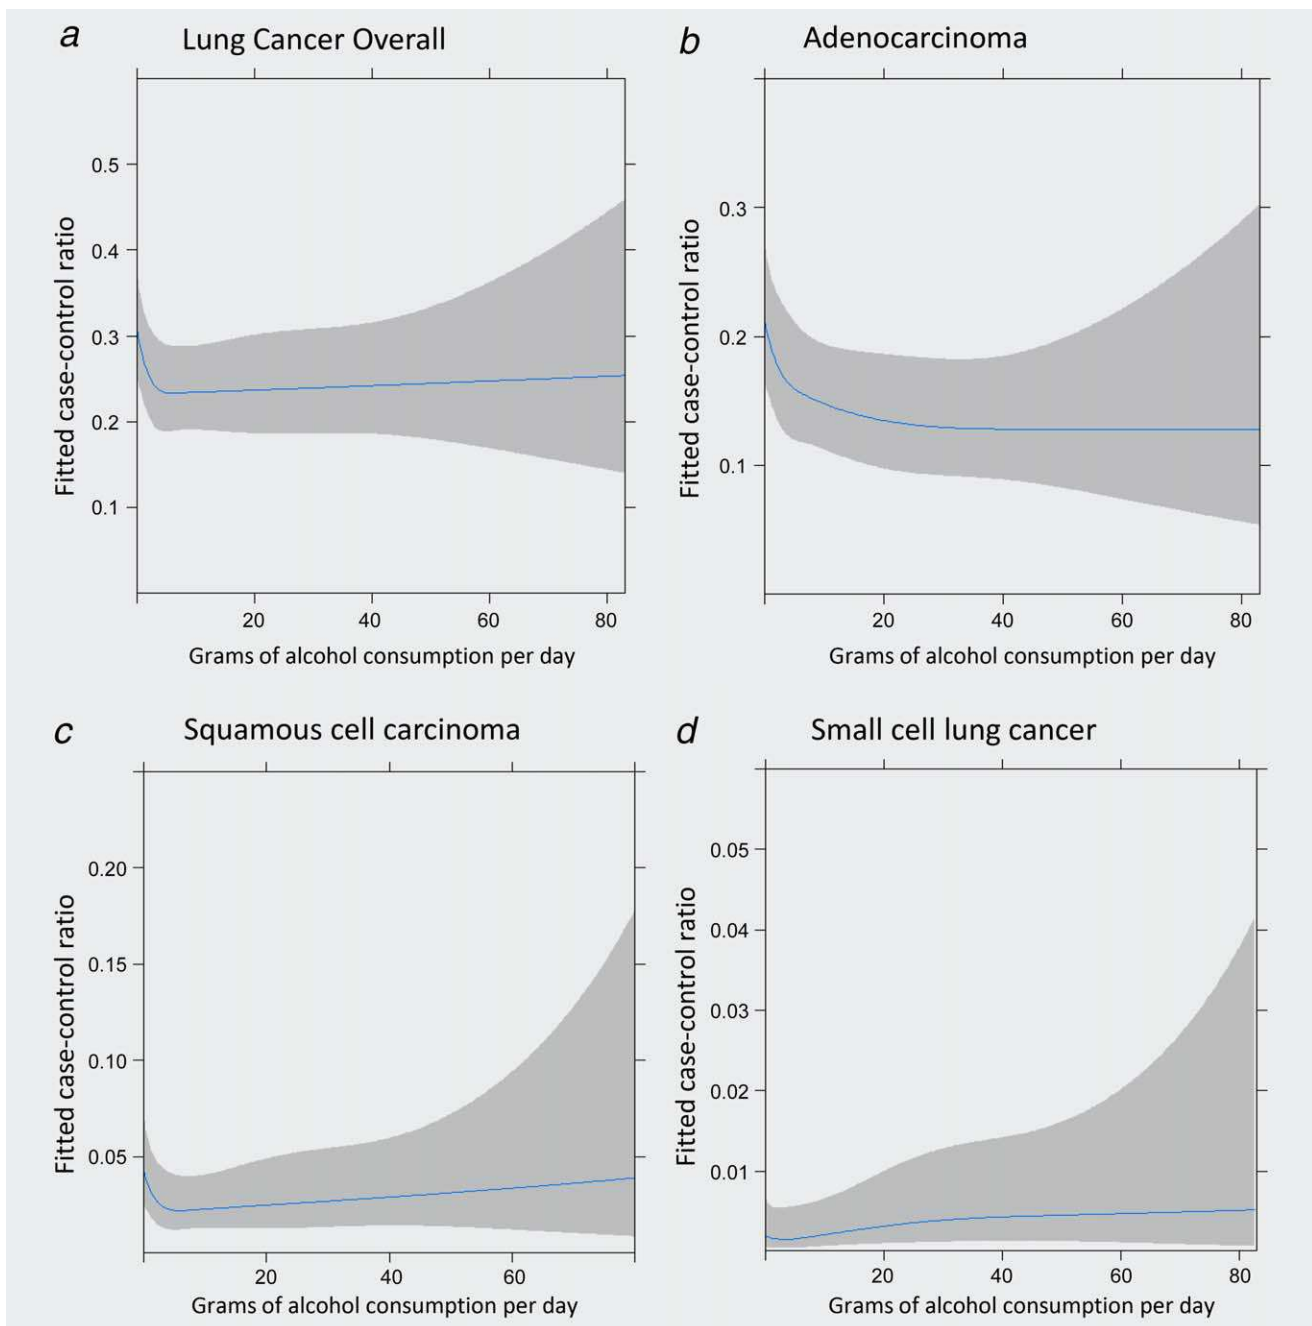 a Lung Cancer Overall
Fitted case-control ratio
0.5
0.4
0.3
0.2
0.1
20 40 60 80
Grams of alcohol consumption per day
b Adenocarcinoma
Fitted case-control ratio
0.3
0.2
0.1
20 40 60 80
Grams of alcohol consumption per day
c Squamous cell carcinoma
Fitted case-control ratio
0.20
0.15
0.10
0.05
20 40 60
Grams of alcohol consumption per day
d Small cell lung cancer
Fitted case-control ratio
0.05
0.04
0.03
0.02
0.01
20 40 60 80
Grams of alcohol consumption per day